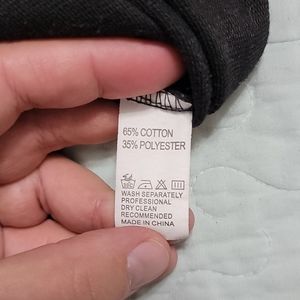 65% COTTON
35% POLYESTER
WASH SEPARATELY
PROFESSIONAL
DRY CLEAN
RECOMMENDED
MADE IN CHINA